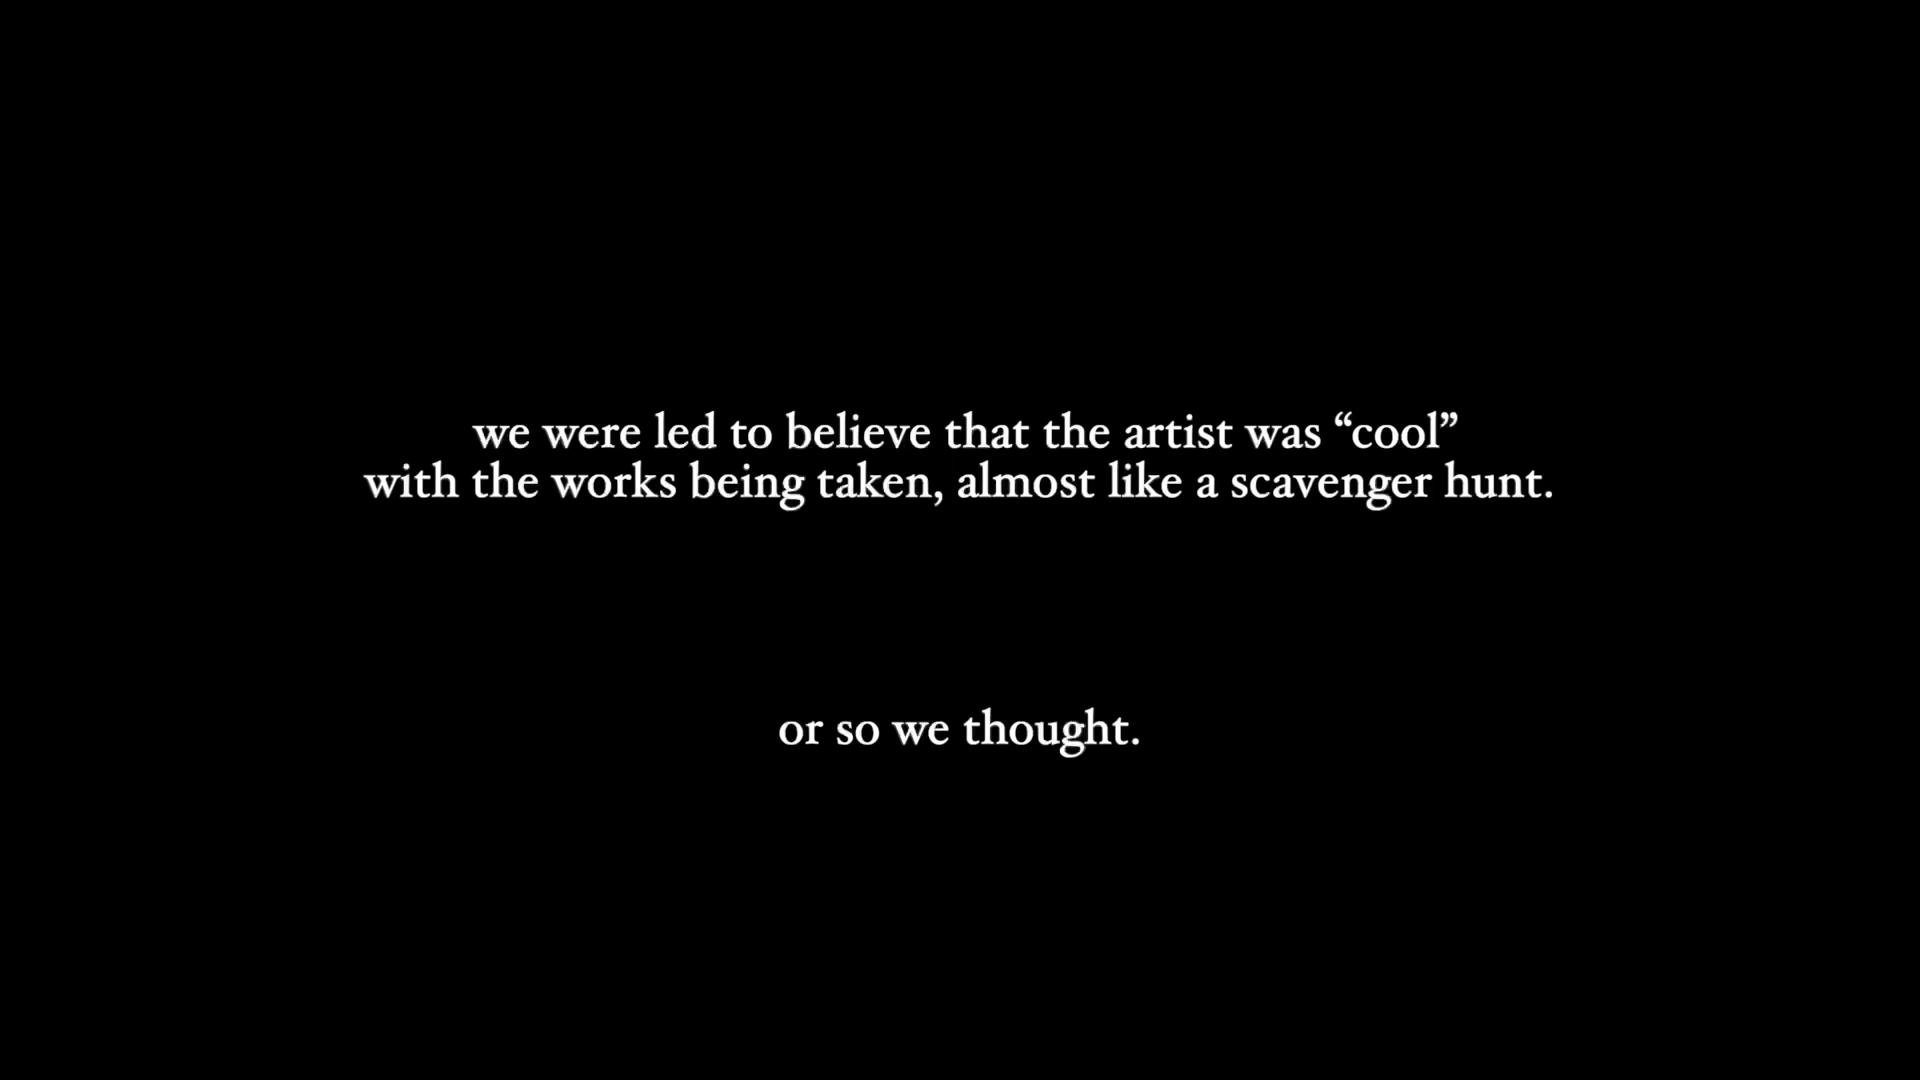 we were led to believe that the artist was “cool”
with the works being taken, almost like a scavenger hunt.
or so we thought.